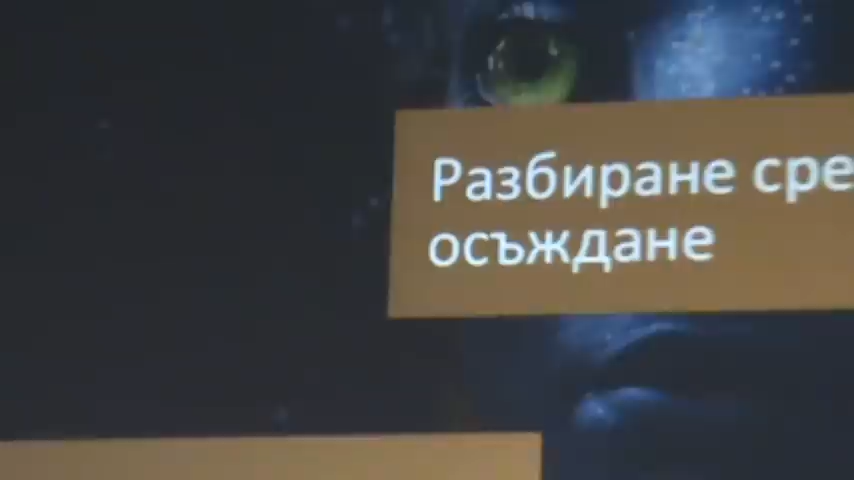 Разбиране сре
осъждане